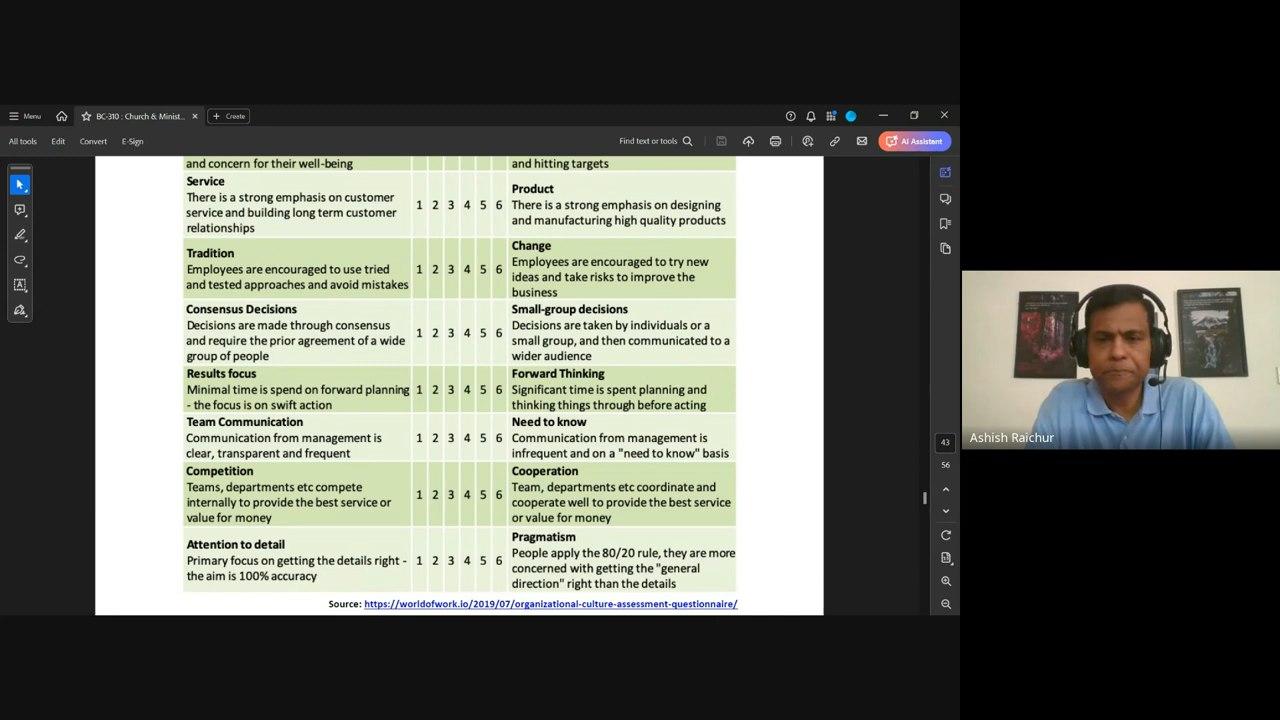 Menu
BC-310 : Church & Minist...
Create
All tools
Edit
Convert
E-Sign
Find text or tools
AI Assistant
and concern for their well-being
and hitting targets
Service
There is a strong emphasis on customer
service and building long term customer
relationships
1 2 3 4 5 6
Product
There is a strong emphasis on designing
and manufacturing high quality products
Tradition
Employees are encouraged to use tried
and tested approaches and avoid mistakes
1 2 3 4 5 6
Change
Employees are encouraged to try new
ideas and take risks to improve the
business
Consensus Decisions
Decisions are made through consensus
and require the prior agreement of a wide
group of people
1 2 3 4 5 6
Small-group decisions
Decisions are taken by individuals or a
small group, and then communicated to a
wider audience
Results focus
Minimal time is spend on forward planning
- the focus is on swift action
1 2 3 4 5 6
Forward Thinking
Significant time is spent planning and
thinking things through before acting
Team Communication
Communication from management is
clear, transparent and frequent
1 2 3 4 5 6
Need to know
Communication from management is
infrequent and on a "need to know" basis
Competition
Teams, departments etc compete
internally to provide the best service or
value for money
1 2 3 4 5 6
Cooperation
Team, departments etc coordinate and
cooperate well to provide the best service
or value for money
Attention to detail
Primary focus on getting the details right -
the aim is 100% accuracy
1 2 3 4 5 6
Pragmatism
People apply the 80/20 rule, they are more
concerned with getting the "general
direction" right than the details
Source: https://worldofwork.io/2019/07/organizational-culture-assessment-questionnaire/
43
56
Ashish Raichur